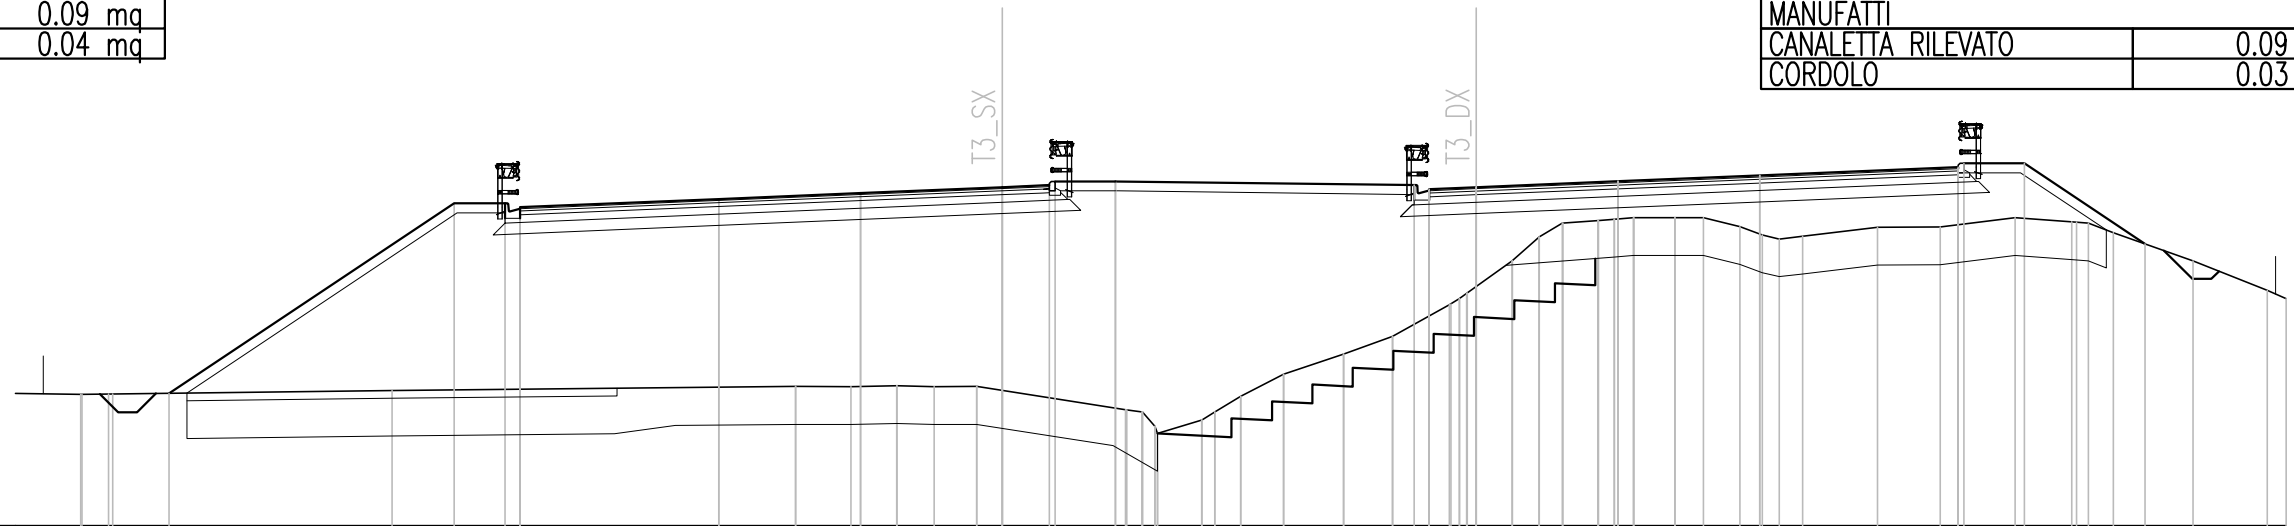 0.09 mq
0.04 mq
MANUFATTI
CANALETTA RILEVATO 0.09
CORDOLO 0.03
T3_SX
T3_DX